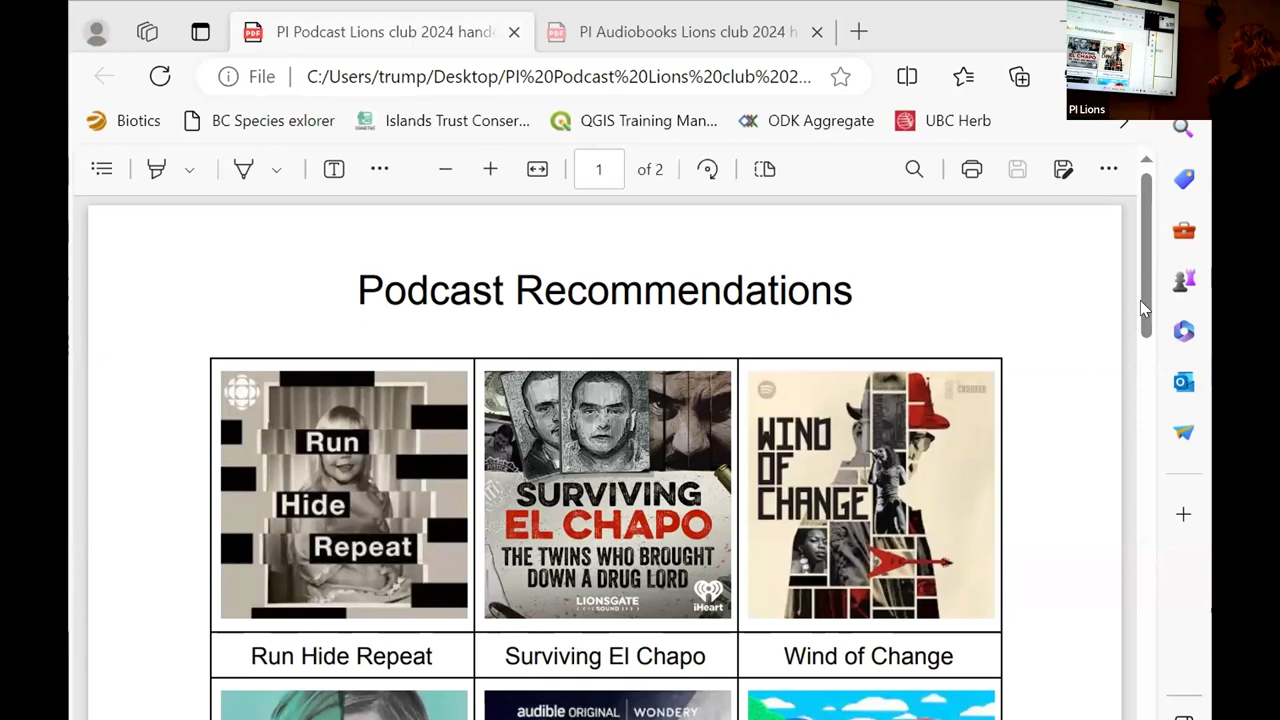 PI Podcast Lions club 2024 hand
PI Audiobooks Lions club 2024 h
File
C:/Users/trump/Desktop/PI%20Podcast%20Lions%20club%202...
PI Lions
Biotics
BC Species exlorer
Islands Trust Conser...
QGIS Training Man...
ODK Aggregate
UBC Herb
1 of 2
Podcast Recommendations
Run
Hide
Repeat
SURVIVING
EL CHAPO
THE TWINS WHO BROUGHT
DOWN A DRUG LORD
LIONSGATE
SOUND
iHeart
WIND
OF
CHANGE
Run Hide Repeat
Surviving El Chapo
Wind of Change
audible ORIGINAL | WONDERY